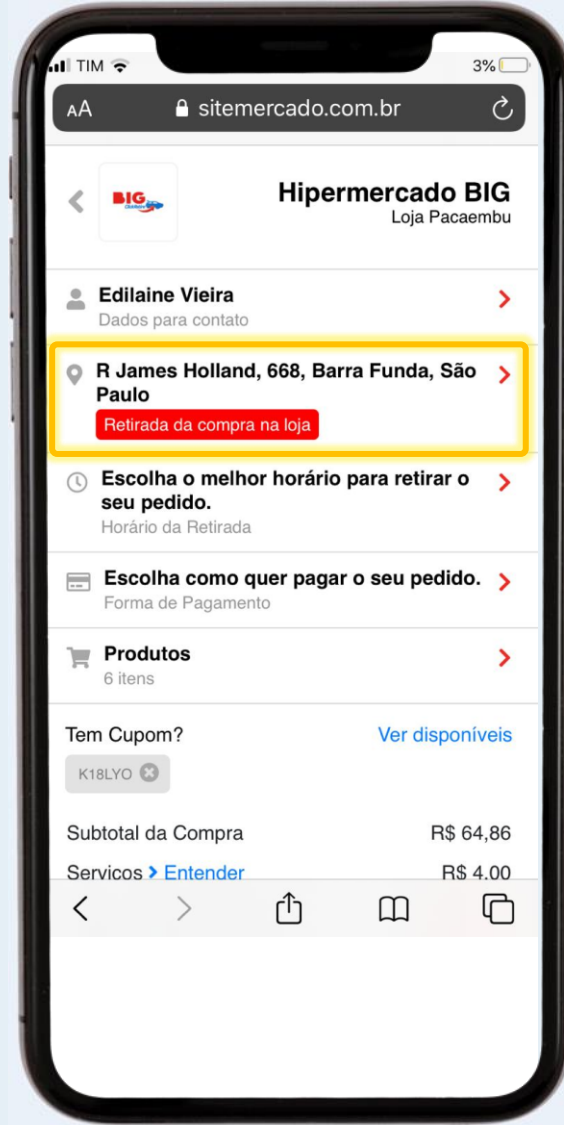 TIM
3%
AA
sitemercado.com.br
BIG
Hipermercado BIG
Loja Pacaembu
Edilaine Vieira
Dados para contato
R James Holland, 668, Barra Funda, São
Paulo
Retirada da compra na loja
Escolha o melhor horário para retirar o
seu pedido.
Horário da Retirada
Escolha como quer pagar o seu pedido.
Forma de Pagamento
Produtos
6 itens
Tem Cupom?
Ver disponíveis
K18LYO
Subtotal da Compra
R$ 64,86
Serviços > Entender
R$ 4,00